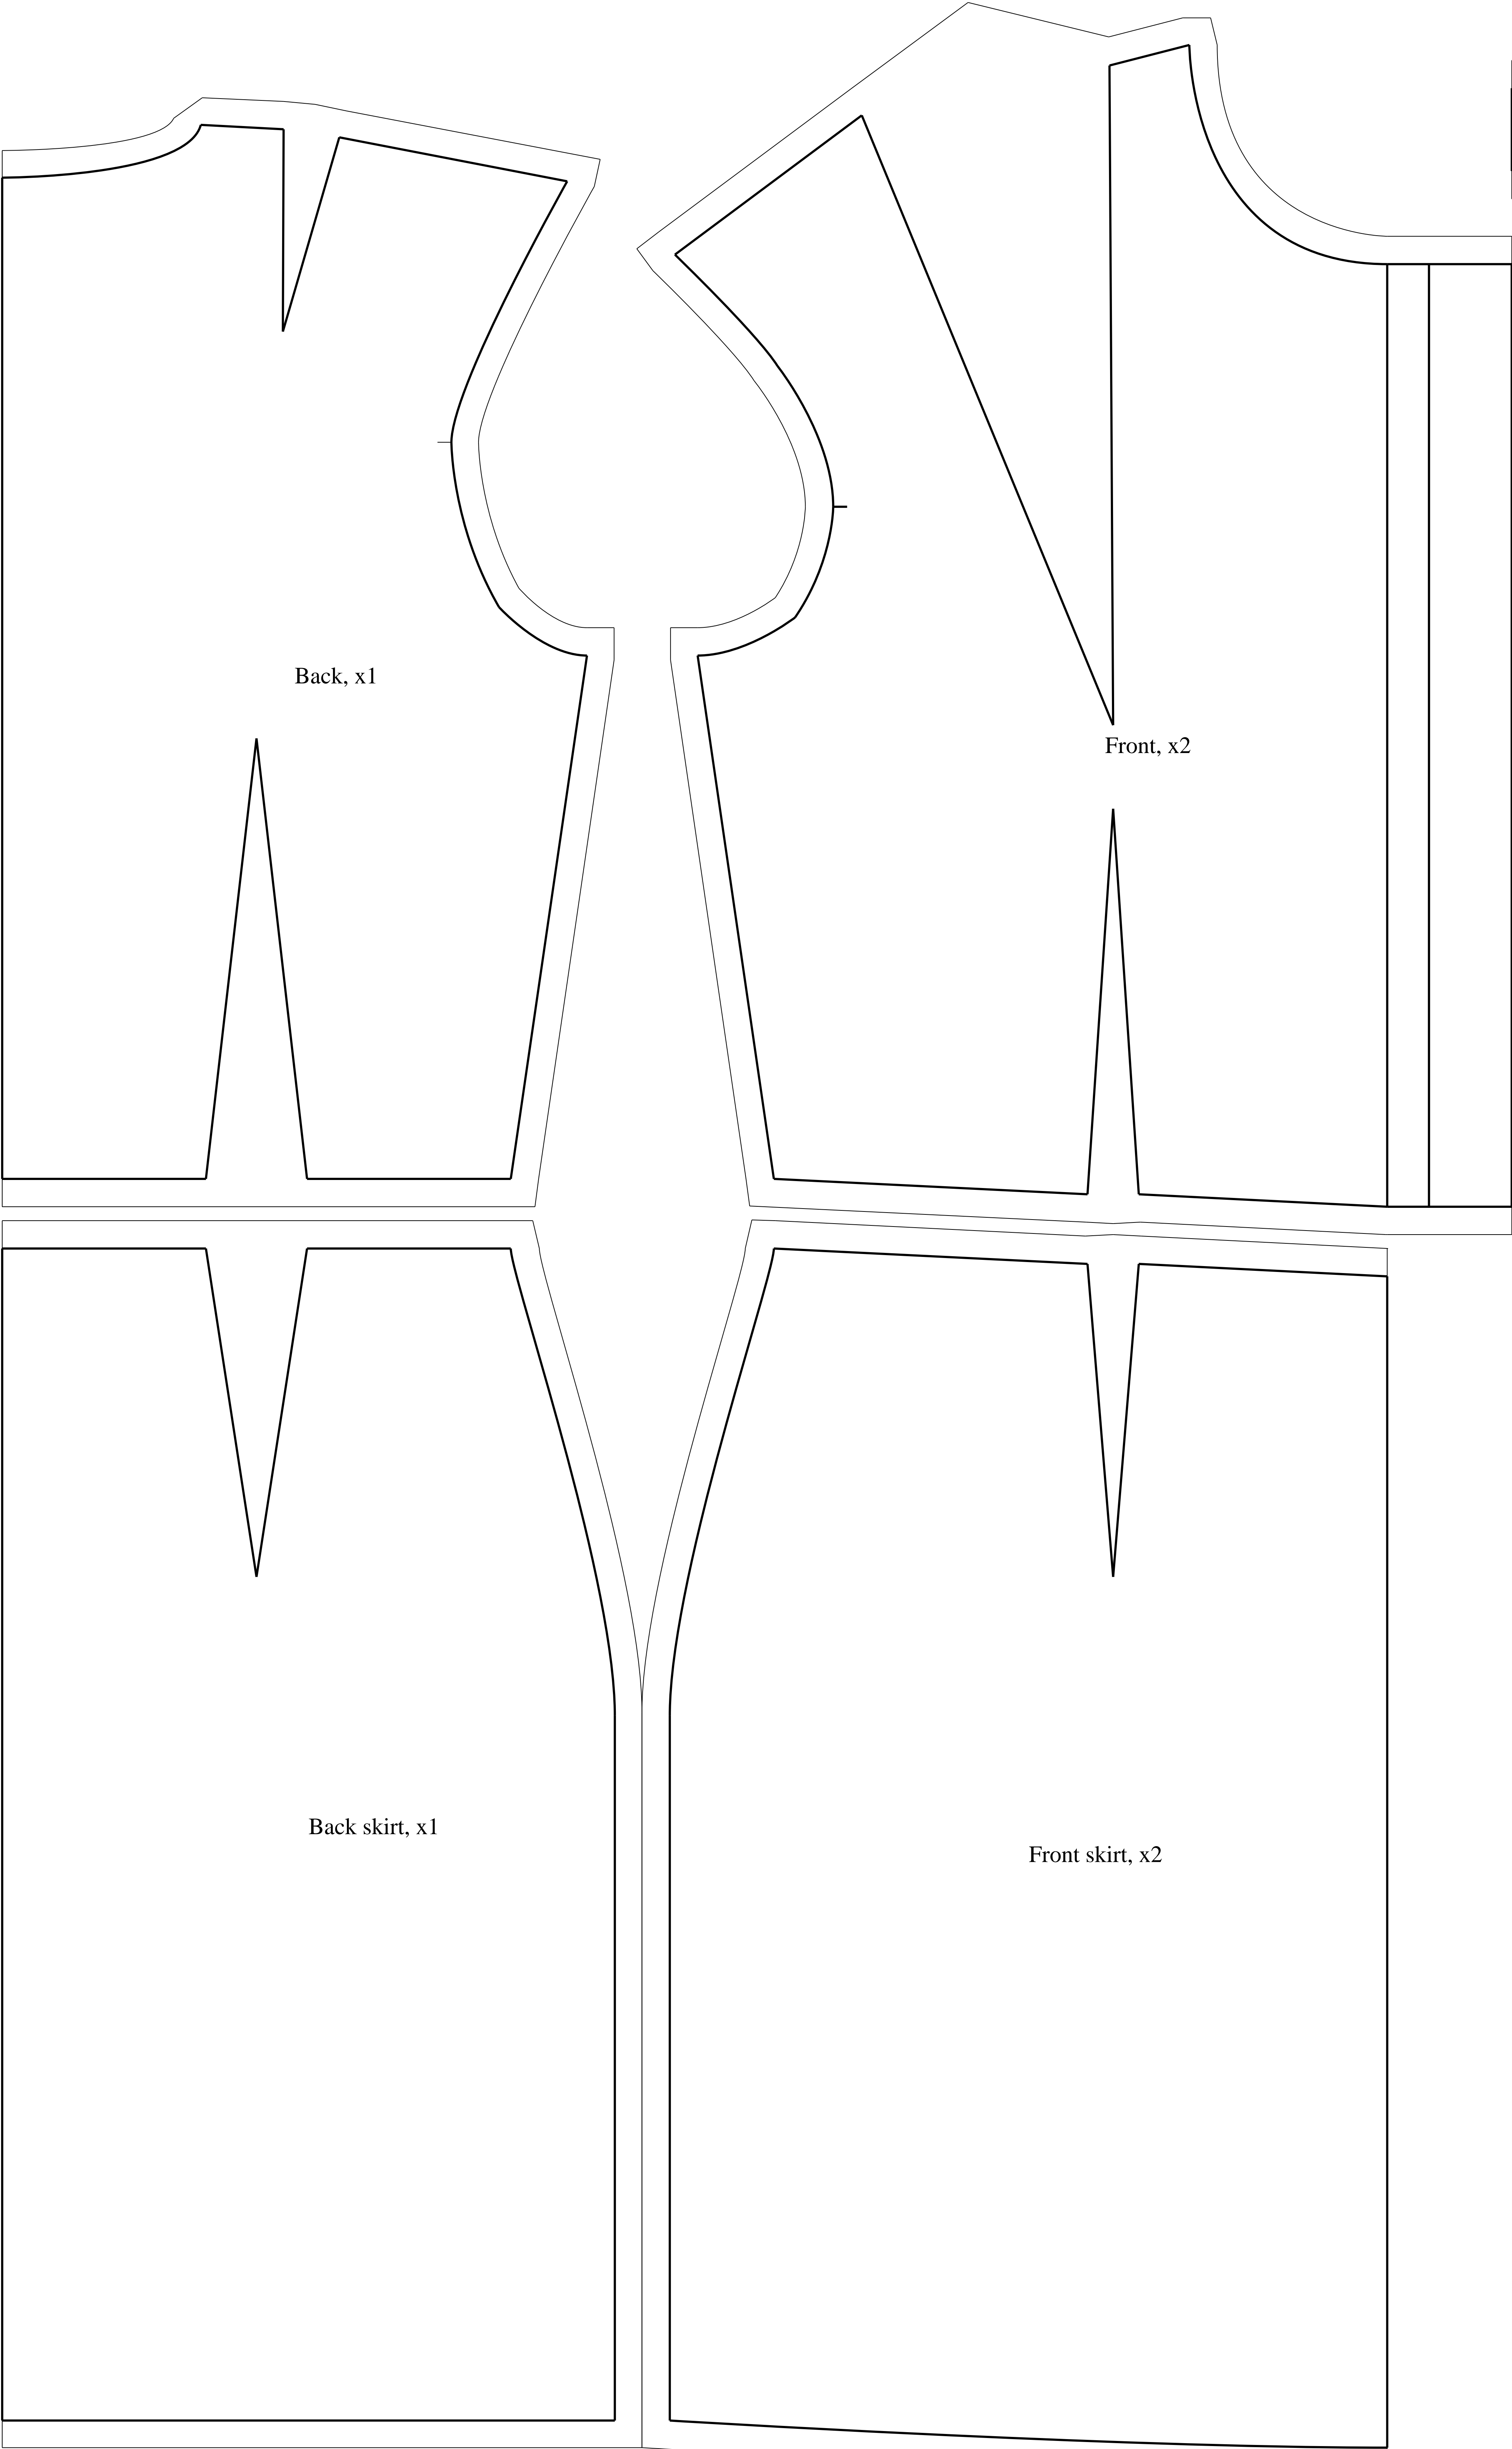 Back, x1
Front, x2
Back skirt, x1
Front skirt, x2